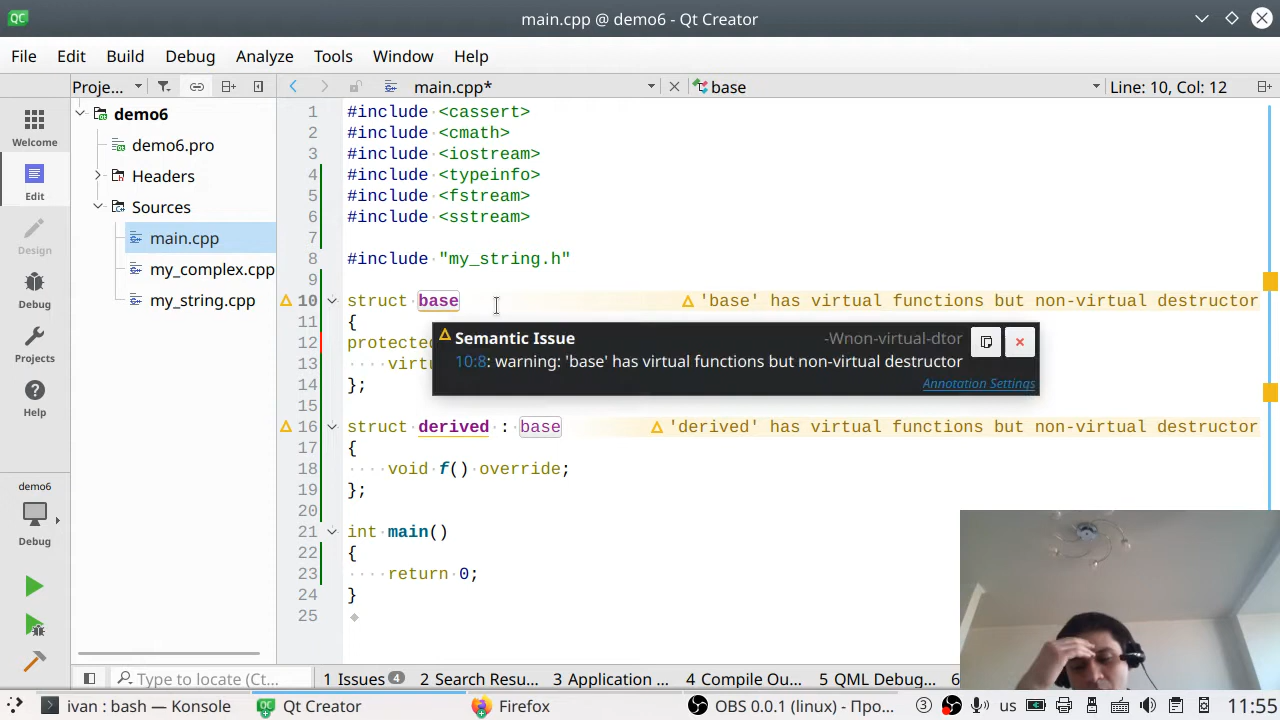 main.cpp @ demo6 - Qt Creator
File Edit Build Debug Analyze Tools Window Help
Proje... main.cpp* base Line: 10, Col: 12
Welcome
Edit
Design
Debug
Projects
Help
demo6
Debug
demo6
demo6.pro
Headers
Sources
main.cpp
my_complex.cpp
my_string.cpp
1 #include <cassert>
2 #include <cmath>
3 #include <iostream>
4 #include <typeinfo>
5 #include <fstream>
6 #include <sstream>
7
8 #include "my_string.h"
9
10 struct base 'base' has virtual functions but non-virtual destructor
11 {
12 protected
13 virtu
14 };
15
16 struct derived : base 'derived' has virtual functions but non-virtual destructor
17 {
18 void f() override;
19 };
20
21 int main()
22 {
23 return 0;
24 }
25
Semantic Issue -Wnon-virtual-dtor
10:8: warning: 'base' has virtual functions but non-virtual destructor
Annotation Settings
Type to locate (Ct... 1 Issues 4 2 Search Resu... 3 Application ... 4 Compile Ou... 5 QML Debug... 6
ivan : bash — Konsole Qt Creator Firefox OBS 0.0.1 (linux) - Про... 3 us 11:55